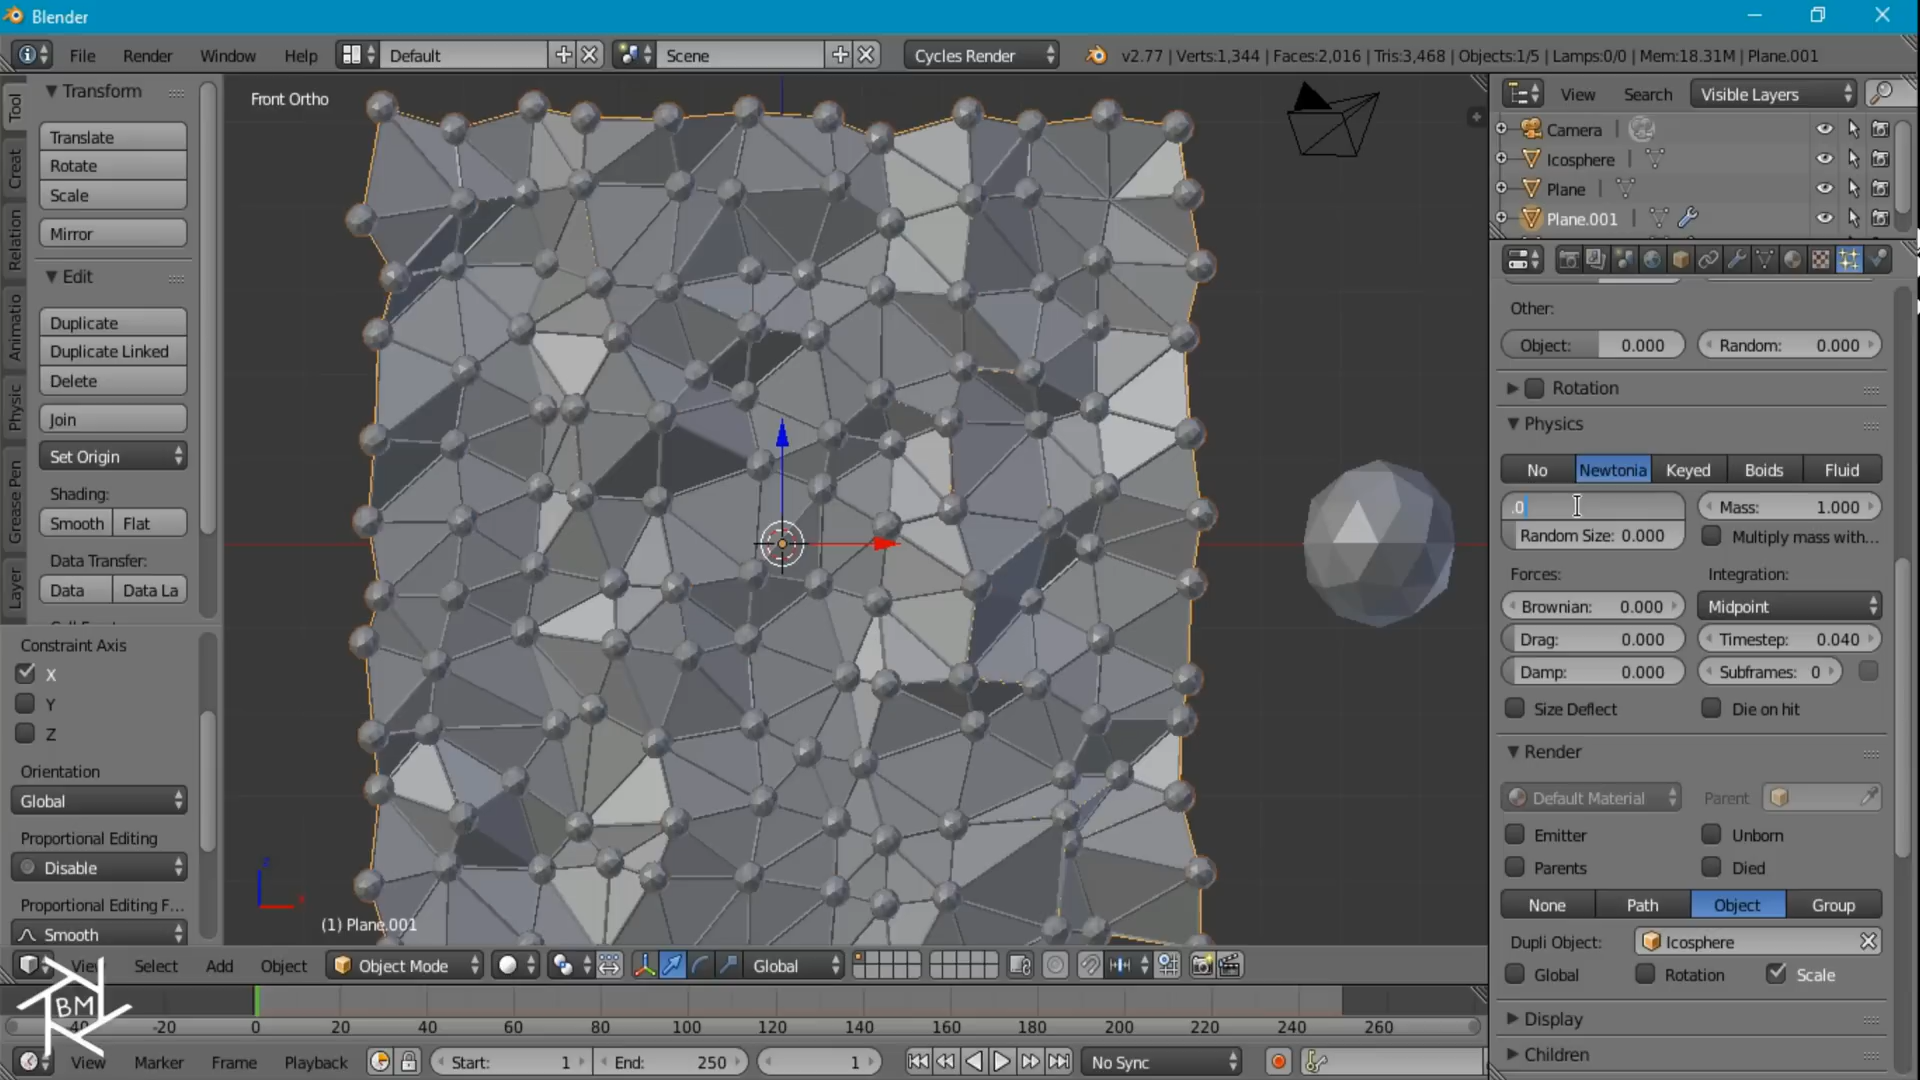 Blender
File Render Window Help Default Scene Cycles Render v2.77 | Verts:1,344 | Faces:2,016 | Tris:3,468 | Objects:1/5 | Lamps:0/0 | Mem:18.31M | Plane.001
Tool
Creat
Relation
Animatio
Physic
Grease Pen
Layer
Transform
Translate
Rotate
Scale
Mirror
Edit
Duplicate
Duplicate Linked
Delete
Join
Set Origin
Shading:
Smooth Flat
Data Transfer:
Data Data La
Constraint Axis
X
Y
Z
Orientation
Global
Proportional Editing
Disable
Proportional Editing F...
Smooth
Front Ortho
(1) Plane.001
View Search Visible Layers
Camera
Icosphere
Plane
Plane.001
Other:
Object: 0.000 Random: 0.000
Rotation
Physics
No Newtonia Keyed Boids Fluid
.0 Mass: 1.000
Random Size: 0.000 Multiply mass with...
Forces: Integration:
Brownian: 0.000 Midpoint
Drag: 0.000 Timestep: 0.040
Damp: 0.000 Subframes: 0
Size Deflect Die on hit
Render
Default Material Parent
Emitter Unborn
Parents Died
None Path Object Group
Dupli Object: Icosphere
Global Rotation Scale
Display
Children
Select Add Object Object Mode Global
BM
-20 0 20 40 60 80 100 120 140 160 180 200 220 240 260
View Marker Frame Playback Start: 1 End: 250 1 No Sync